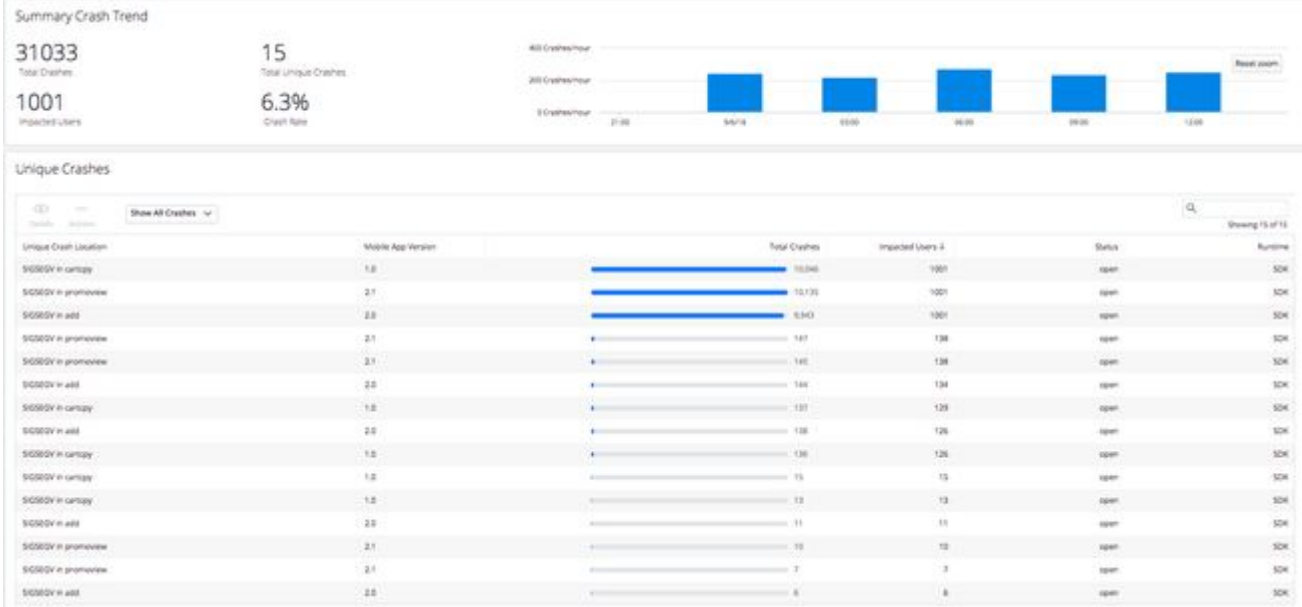 Summary Crash Trend
31033
Total Crashes
15
Total Unique Crashes
1001
Impacted Users
6.3%
Crash Rate
400 Crashes/hour
200 Crashes/hour
0 Crashes/hour
Reset zoom
21:00 9/6/16 03:00 06:00 09:00 12:00
Unique Crashes
Details Actions
Show All Crashes
Showing 15 of 15
Unique Crash Location Mobile App Version Total Crashes Impacted Users ↓ Status Runtime
SIGSEGV in cartcpy 1.0 10,046 1001 open SDK
SIGSEGV in promoview 2.1 10,135 1001 open SDK
SIGSEGV in add 2.0 9,943 1001 open SDK
SIGSEGV in promoview 2.1 138 open SDK
SIGSEGV in promoview 2.1 138 open SDK
SIGSEGV in add 2.0 144 134 open SDK
SIGSEGV in cartcpy 1.0 137 129 open SDK
SIGSEGV in add 2.0 138 126 open SDK
SIGSEGV in cartcpy 1.0 126 open SDK
SIGSEGV in cartcpy 1.0 15 15 open SDK
SIGSEGV in cartcpy 1.0 13 13 open SDK
SIGSEGV in add 2.0 11 11 open SDK
SIGSEGV in promoview 2.1 10 10 open SDK
SIGSEGV in promoview 2.1 7 7 open SDK
SIGSEGV in add 2.0 6 6 open SDK